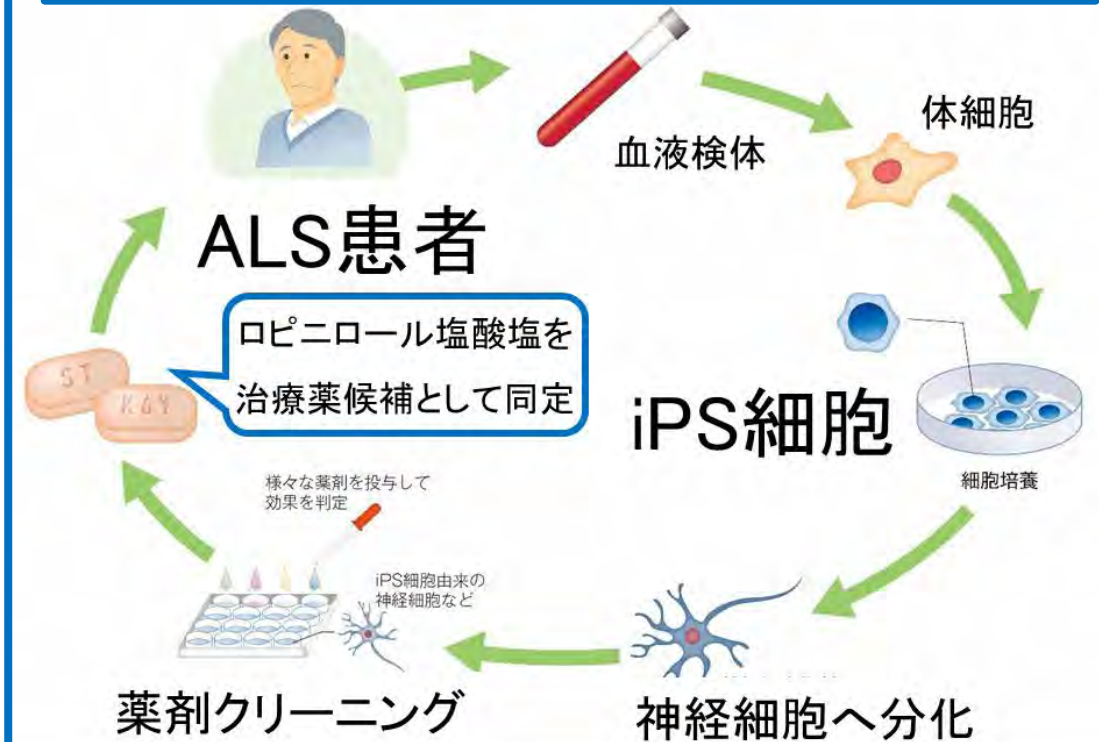 血液検体
体細胞
ALS患者
ロピニロール塩酸塩を
治療薬候補として同定
ST
K64
iPS細胞
細胞培養
様々な薬剤を投与して
効果を判定
iPS細胞由来の
神経細胞など
薬剤クリーニング
神経細胞へ分化